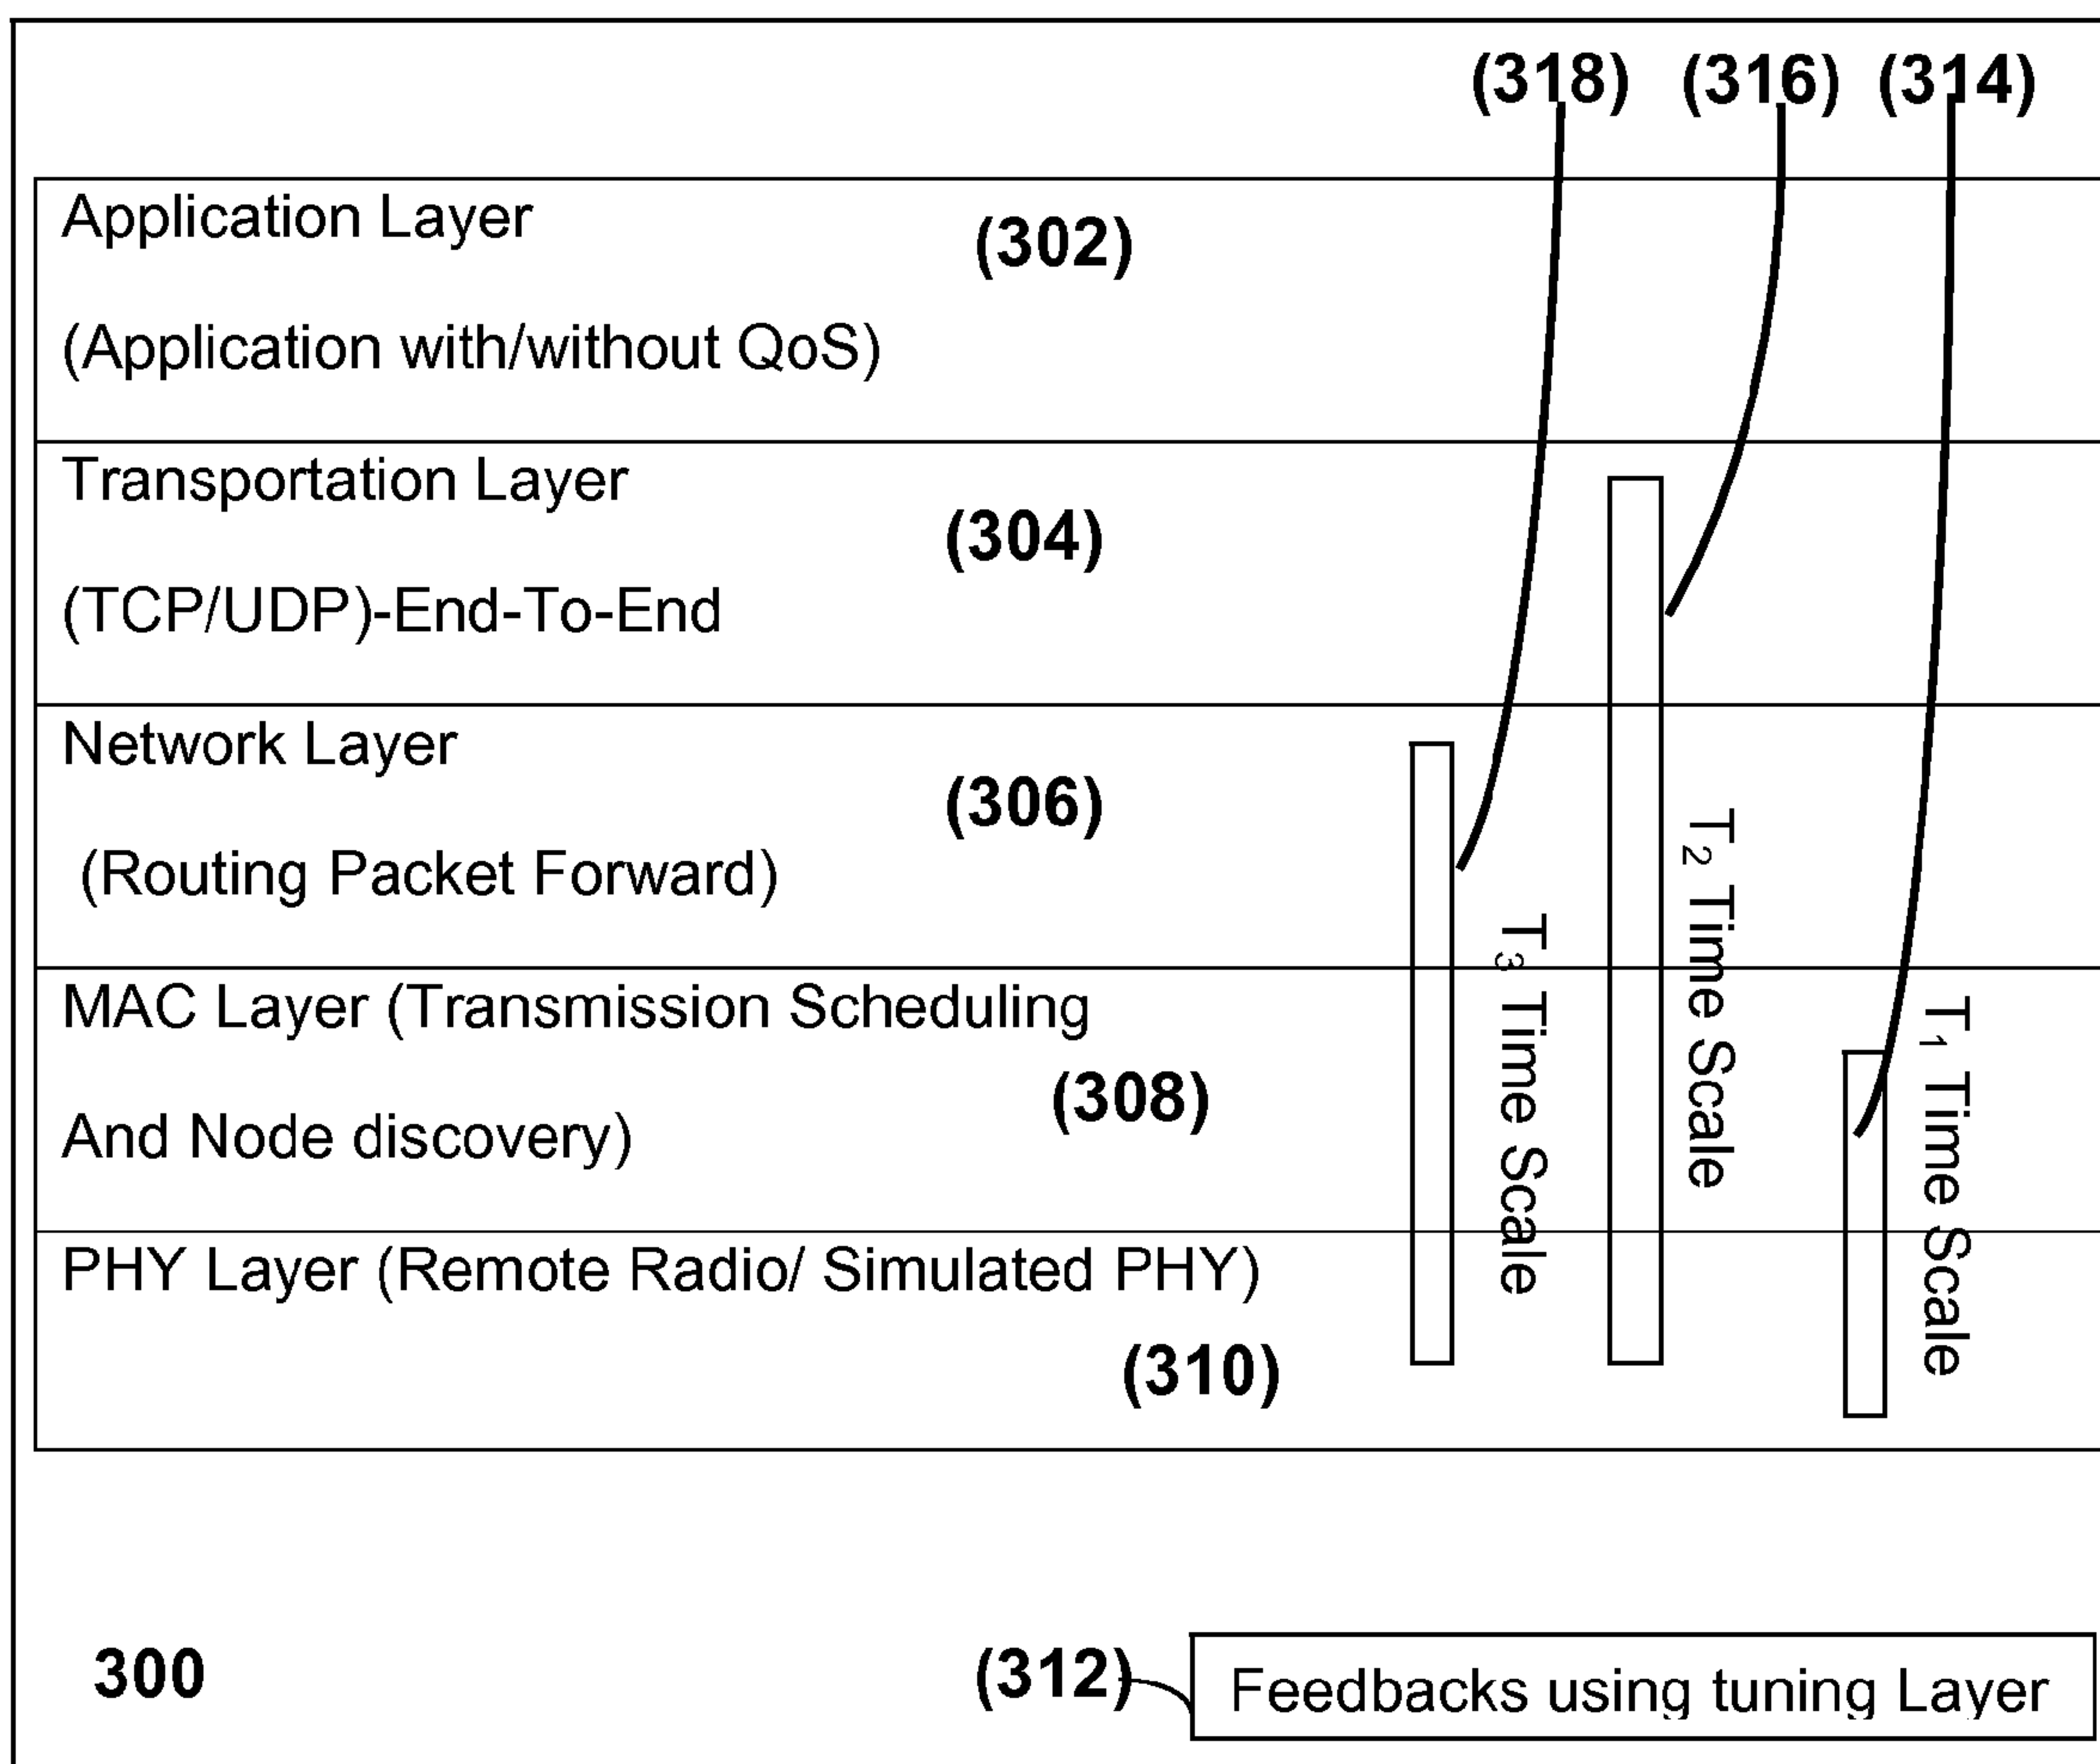 (318) (316) (314)
Application Layer
(302)
(Application with/without QoS)
Transportation Layer
(304)
(TCP/UDP)-End-To-End
Network Layer
(306)
(Routing Packet Forward)
T3 Time Scale
T2 Time Scale
T1 Time Scale
MAC Layer (Transmission Scheduling
(308)
And Node discovery)
PHY Layer (Remote Radio/ Simulated PHY)
(310)
300
(312)
Feedbacks using tuning Layer